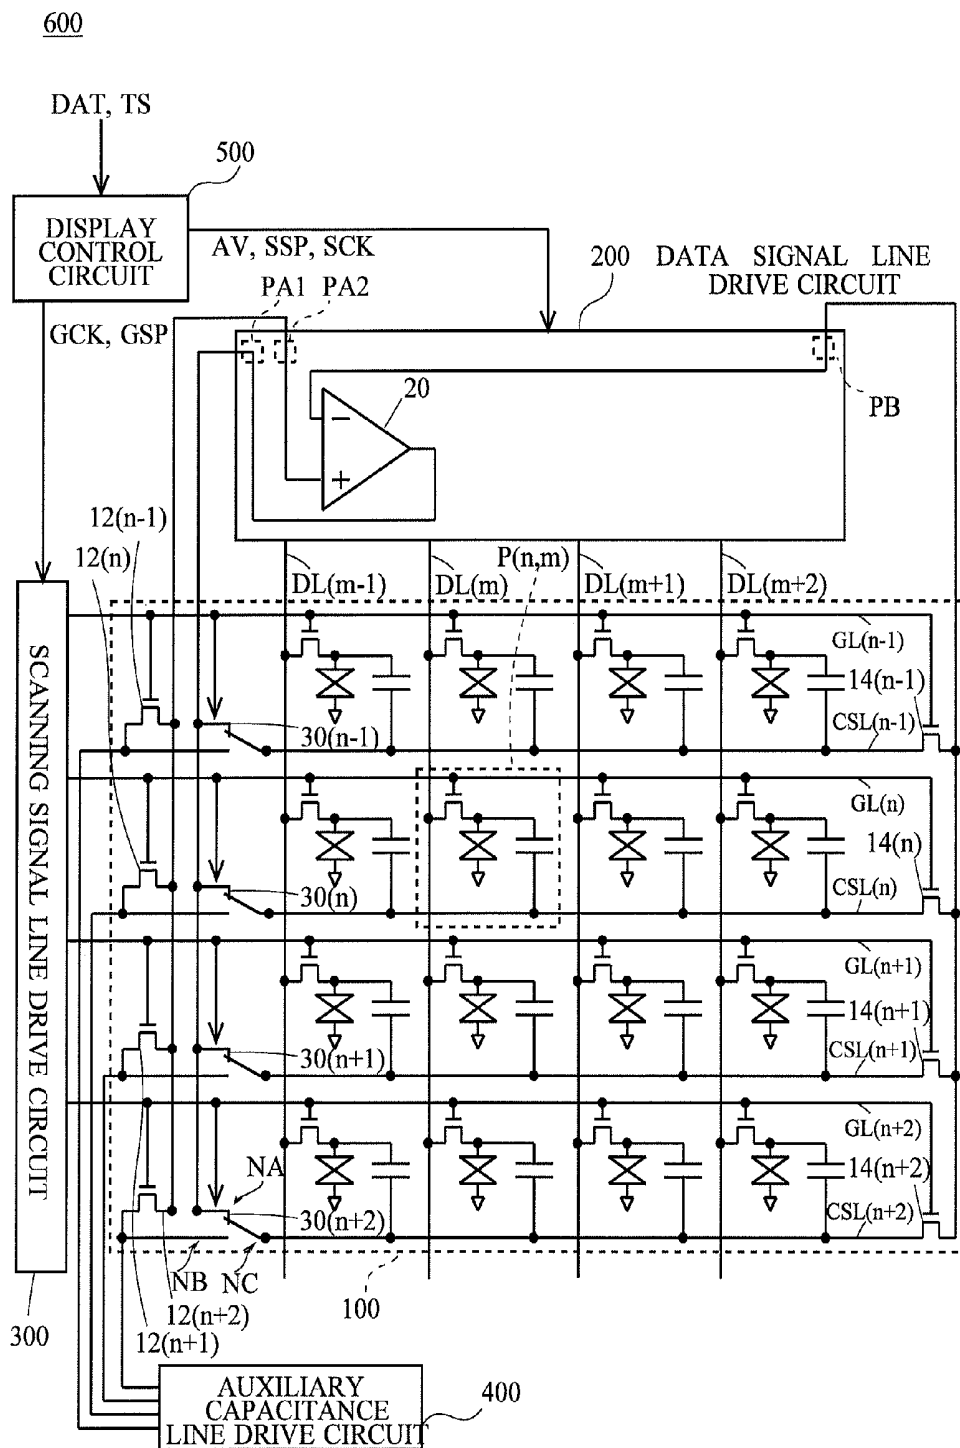 600
DAT, TS
500
DISPLAY
CONTROL
CIRCUIT
AV, SSP, SCK
200
DATA SIGNAL LINE
DRIVE CIRCUIT
PA1 PA2
GCK, GSP
20
PB
12(n-1)
12(n)
P(n,m)
DL(m-1)
DL(m)
DL(m+1)
DL(m+2)
SCANNING SIGNAL LINE DRIVE CIRCUIT
GL(n-1)
14(n-1)
30(n-1)
CSL(n-1)
GL(n)
14(n)
30(n)
CSL(n)
GL(n+1)
14(n+1)
30(n+1)
CSL(n+1)
GL(n+2)
14(n+2)
NA
30(n+2)
CSL(n+2)
NB
NC
100
12(n+2)
12(n+1)
300
AUXILIARY
CAPACITANCE
LINE DRIVE CIRCUIT
400